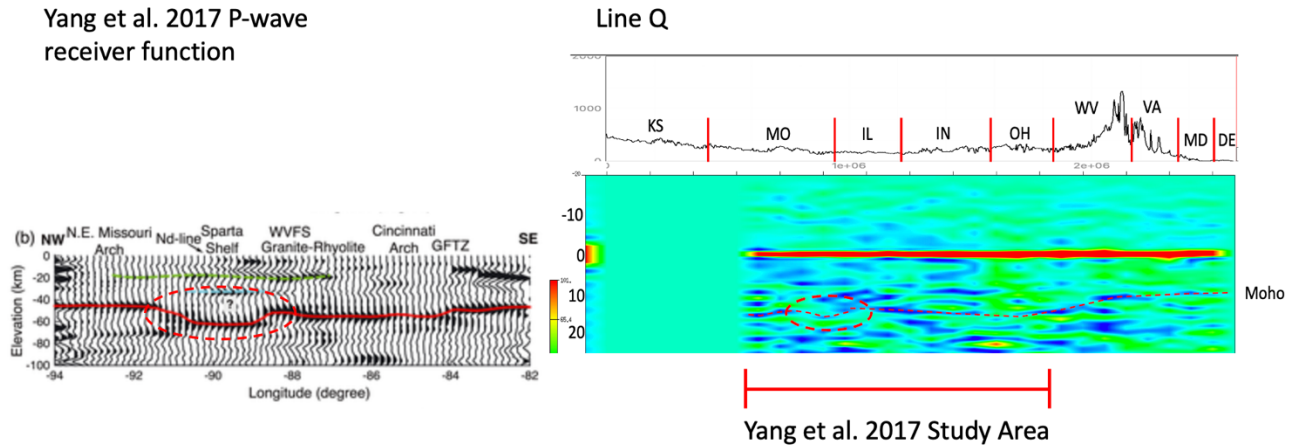 Yang et al. 2017 P-wave
receiver function
Line Q
2000
1000
0
KS
MO
IL
IN
OH
WV
VA
MD
DE
1e+06
2e+06
(b)
NW
N.E. Missouri
Arch
Nd-line
Sparta
Shelf
WVFS
Granite-Rhyolite
Cincinnati
Arch
GFTZ
SE
Elevation (km)
0
-20
-40
-60
-80
-100
?
-94
-92
-90
-88
-86
-84
-82
Longitude (degree)
-20
-10
0
10
20
Moho
Yang et al. 2017 Study Area